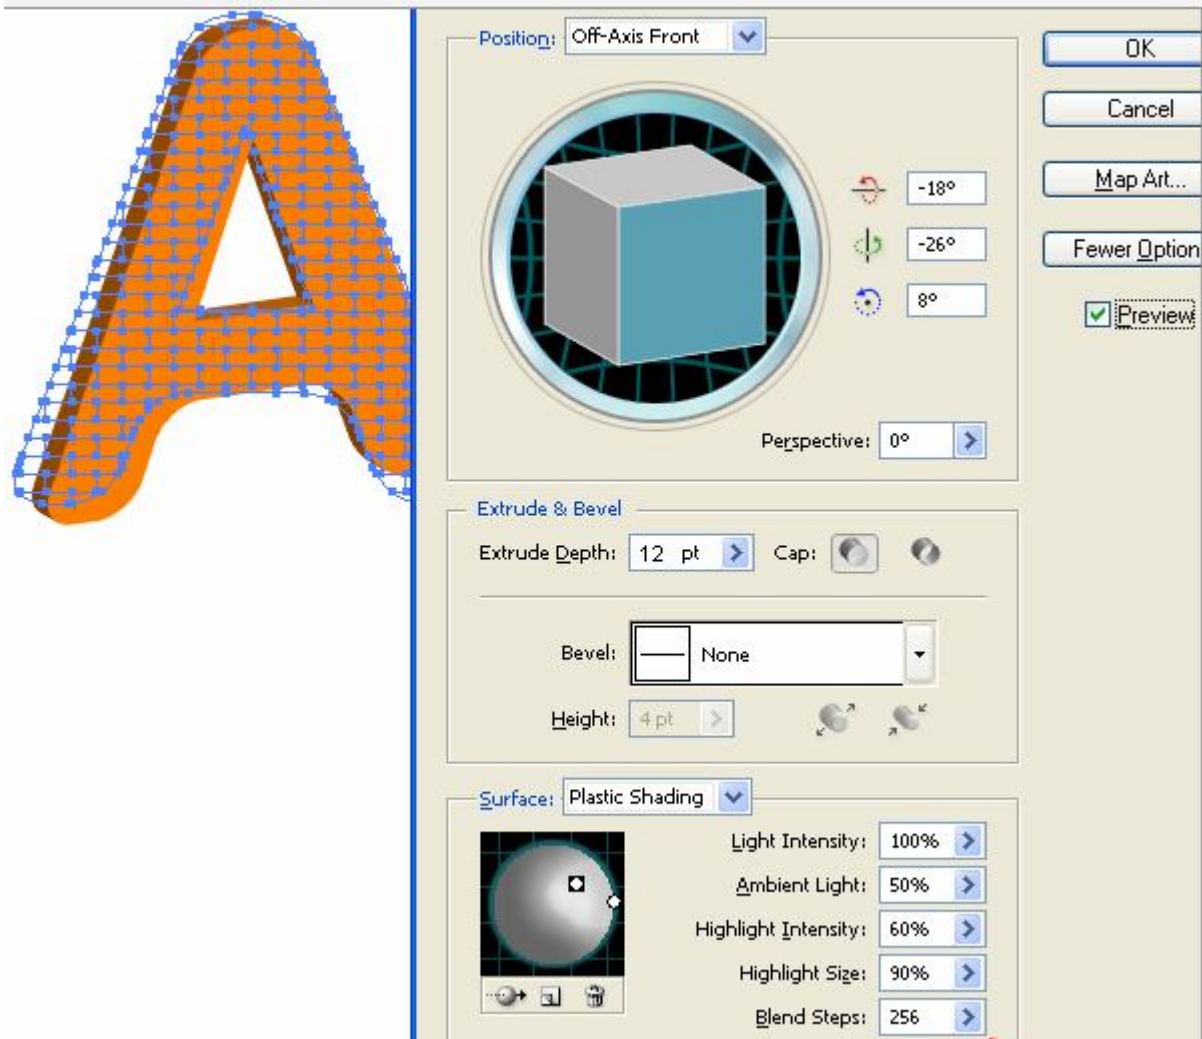 A
Position: Off-Axis Front
OK
Cancel
Map Art...
Fewer Option
Preview
-18°
-26°
8°
Perspective: 0°
Extrude & Bevel
Extrude Depth: 12 pt Cap:
Bevel: None
Height: 4 pt
Surface: Plastic Shading
Light Intensity: 100%
Ambient Light: 50%
Highlight Intensity: 60%
Highlight Size: 90%
Blend Steps: 256